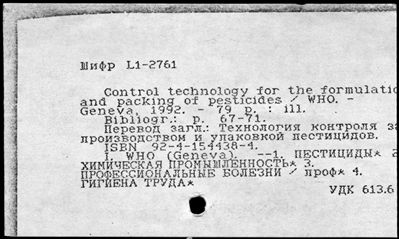 Шифр L1-2761
Control technology for the formulatio
and packing of pesticides / WHO. -
Geneva, 1992. - 79 p. : ill.
Bibliogr.: p. 67-71.
Перевод загл.: Технология контроля за
производством и упаковкой пестицидов.
ISBN 92-4-154438-4.
I. WHO (Geneva). --1. ПЕСТИЦИДЫ* 2
ХИМИЧЕСКАЯ ПРОМЫШЛЕННОСТЬ* 3.
ПРОФЕССИОНАЛЬНЫЕ БОЛЕЗНИ / проф* 4.
ГИГИЕНА ТРУДА*
УДК 613.6